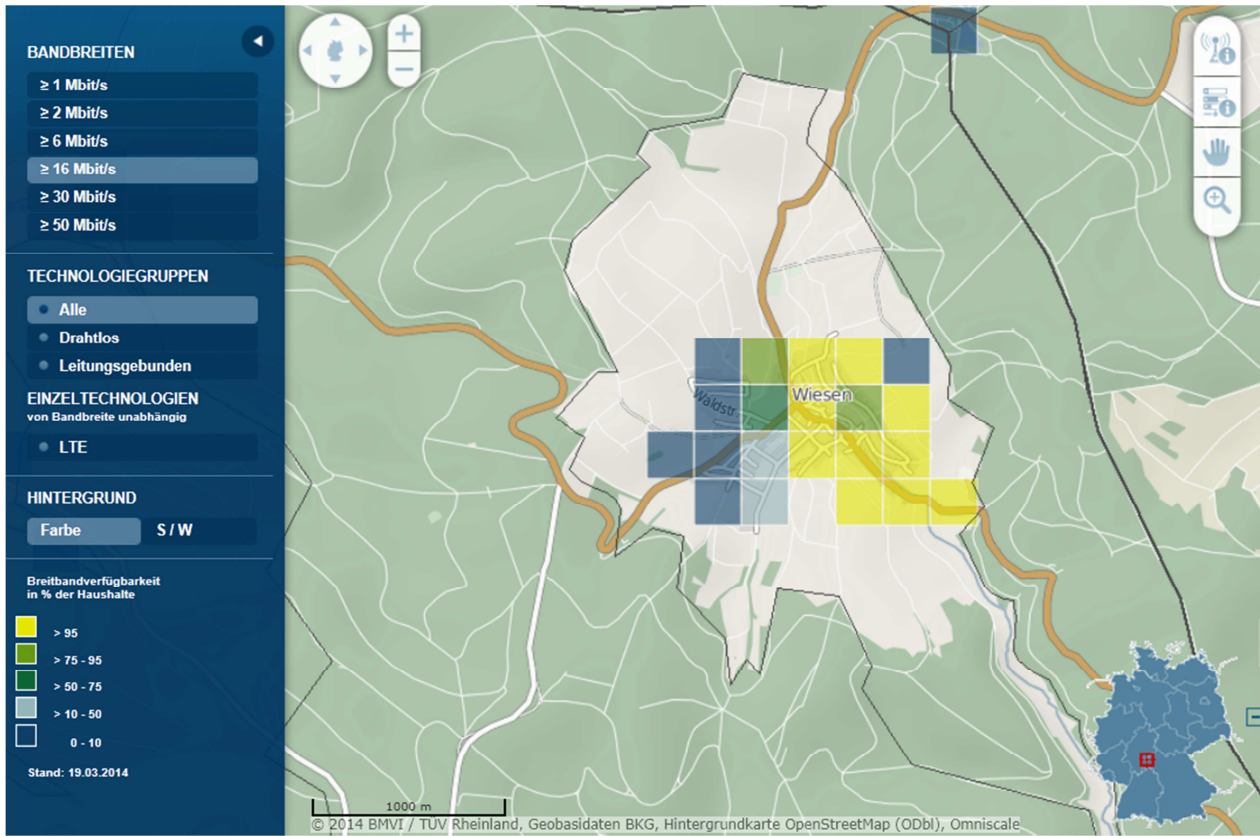 BANDBREITEN
≥ 1 Mbit/s
≥ 2 Mbit/s
≥ 6 Mbit/s
≥ 16 Mbit/s
≥ 30 Mbit/s
≥ 50 Mbit/s
TECHNOLOGIEGRUPPEN
Alle
Drahtlos
Leitungsgebunden
EINZELTECHNOLOGIEN
von Bandbreite unabhängig
LTE
HINTERGRUND
Farbe S / W
Breitbandverfügbarkeit
in % der Haushalte
> 95
> 75 - 95
> 50 - 75
> 10 - 50
0 - 10
Stand: 19.03.2014
Wiesen
Waldstr
1000 m
© 2014 BMVI / TÜV Rheinland, Geobasidaten BKG, Hintergrundkarte OpenStreetMap (ODbl), Omniscale